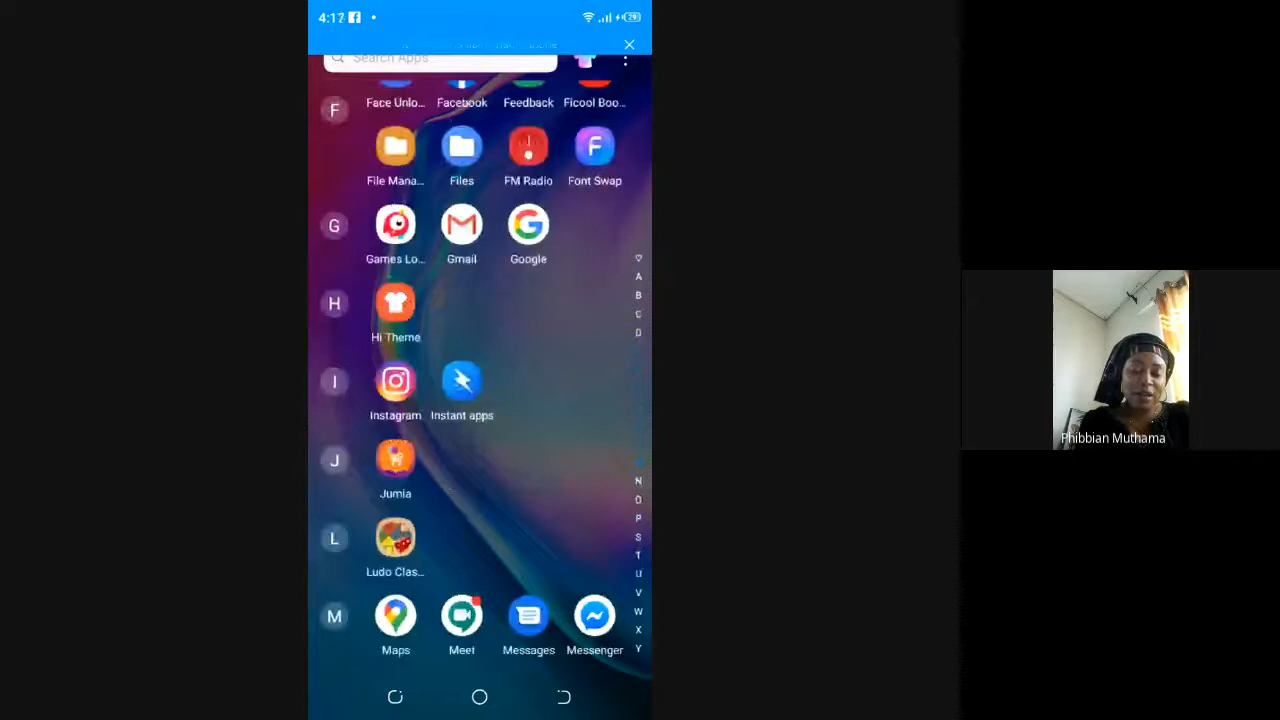 4:17
29
Search Apps
F
Face Unlo... Facebook Feedback Ficool Boo...
File Mana... Files FM Radio Font Swap
G
Games Lo... Gmail Google
H
Hi Theme
I
Instagram Instant apps
J
Jumia
L
Ludo Clas...
M
Maps Meet Messages Messenger
A
B
C
D
N
O
P
S
T
U
V
W
X
Y
Phibbian Muthama